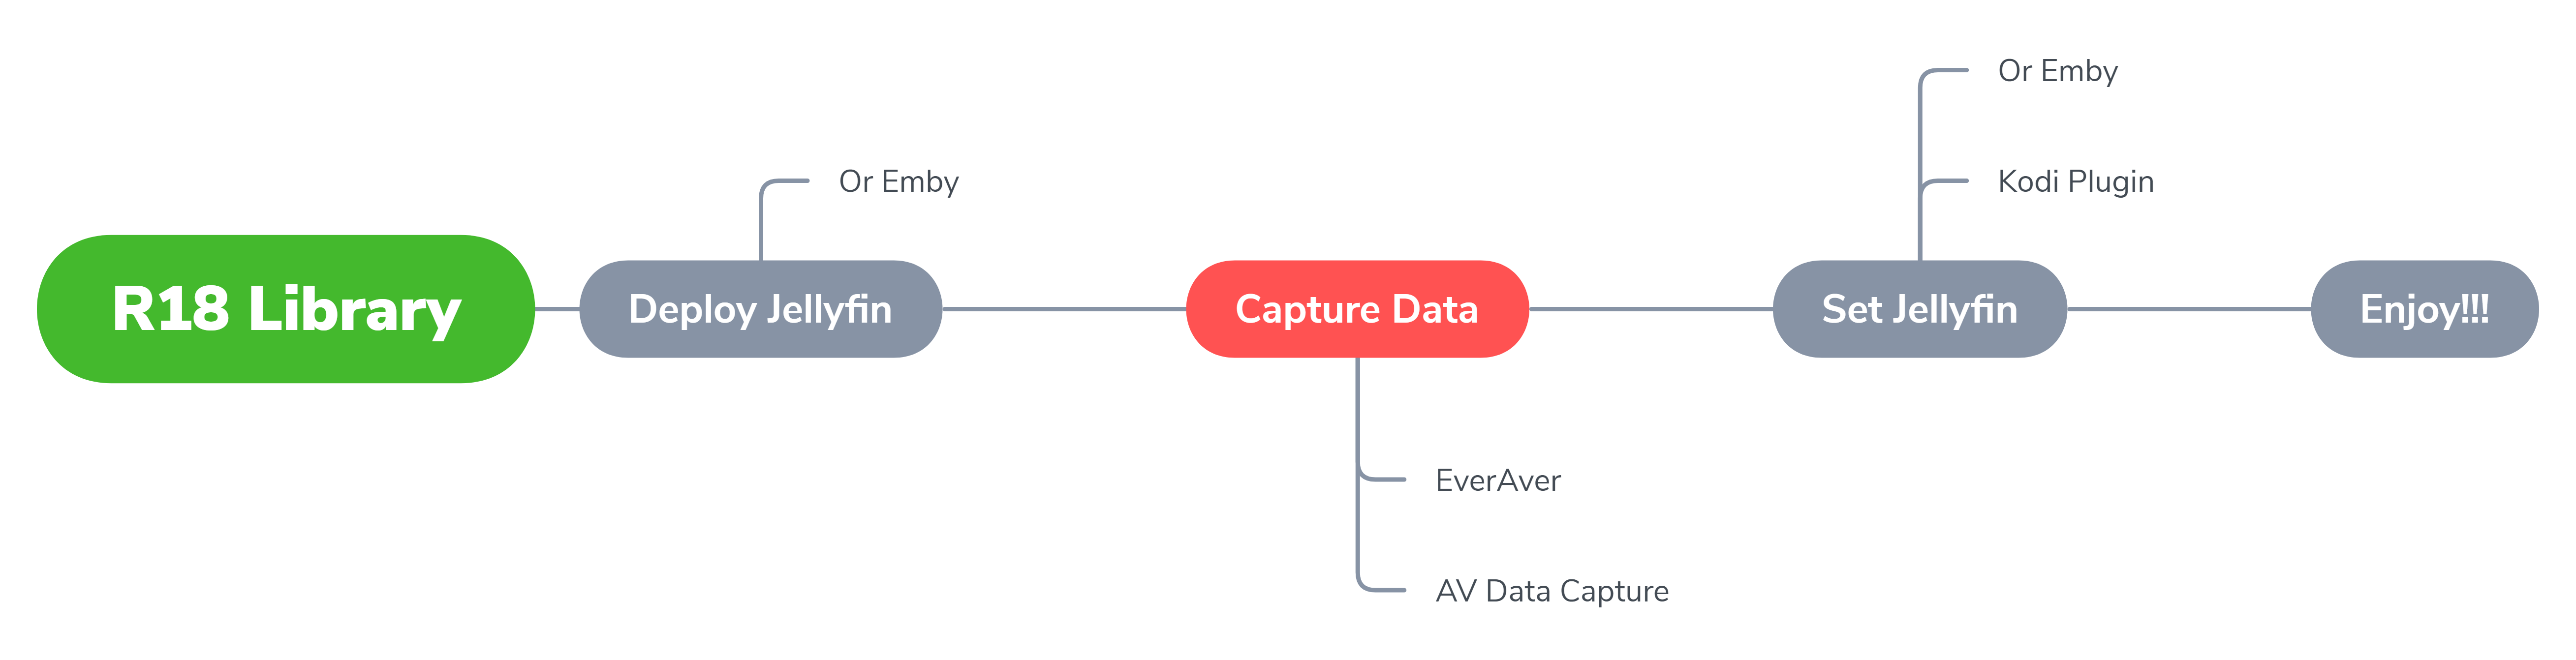 Or Emby
Or Emby
Kodi Plugin
R18 Library
Deploy Jellyfin
Capture Data
Set Jellyfin
Enjoy!!!
EverAver
AV Data Capture